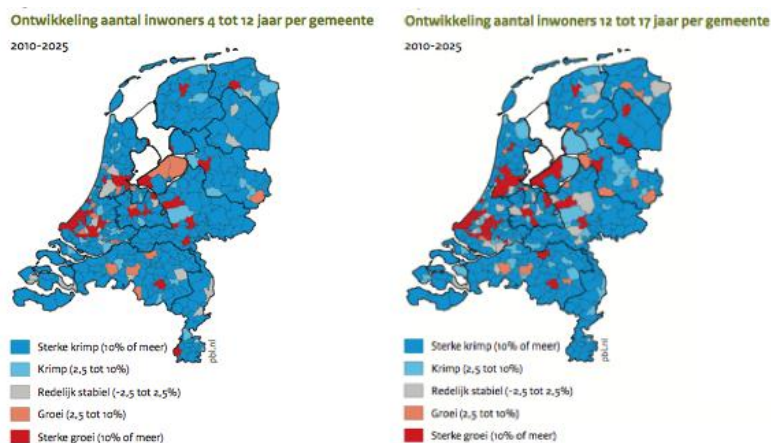 Ontwikkeling aantal inwoners 4 tot 12 jaar per gemeente
2010-2025
pbl.nl
Sterke krimp (10% of meer)
Krimp (2,5 tot 10%)
Redelijk stabiel (-2,5 tot 2,5%)
Groei (2,5 tot 10%)
Sterke groei (10% of meer)
Ontwikkeling aantal inwoners 12 tot 17 jaar per gemeente
2010-2025
pbl.nl
Sterke krimp (10% of meer)
Krimp (2,5 tot 10%)
Redelijk stabiel (-2,5 tot 2,5%)
Groei (2,5 tot 10%)
Sterke groei (10% of meer)